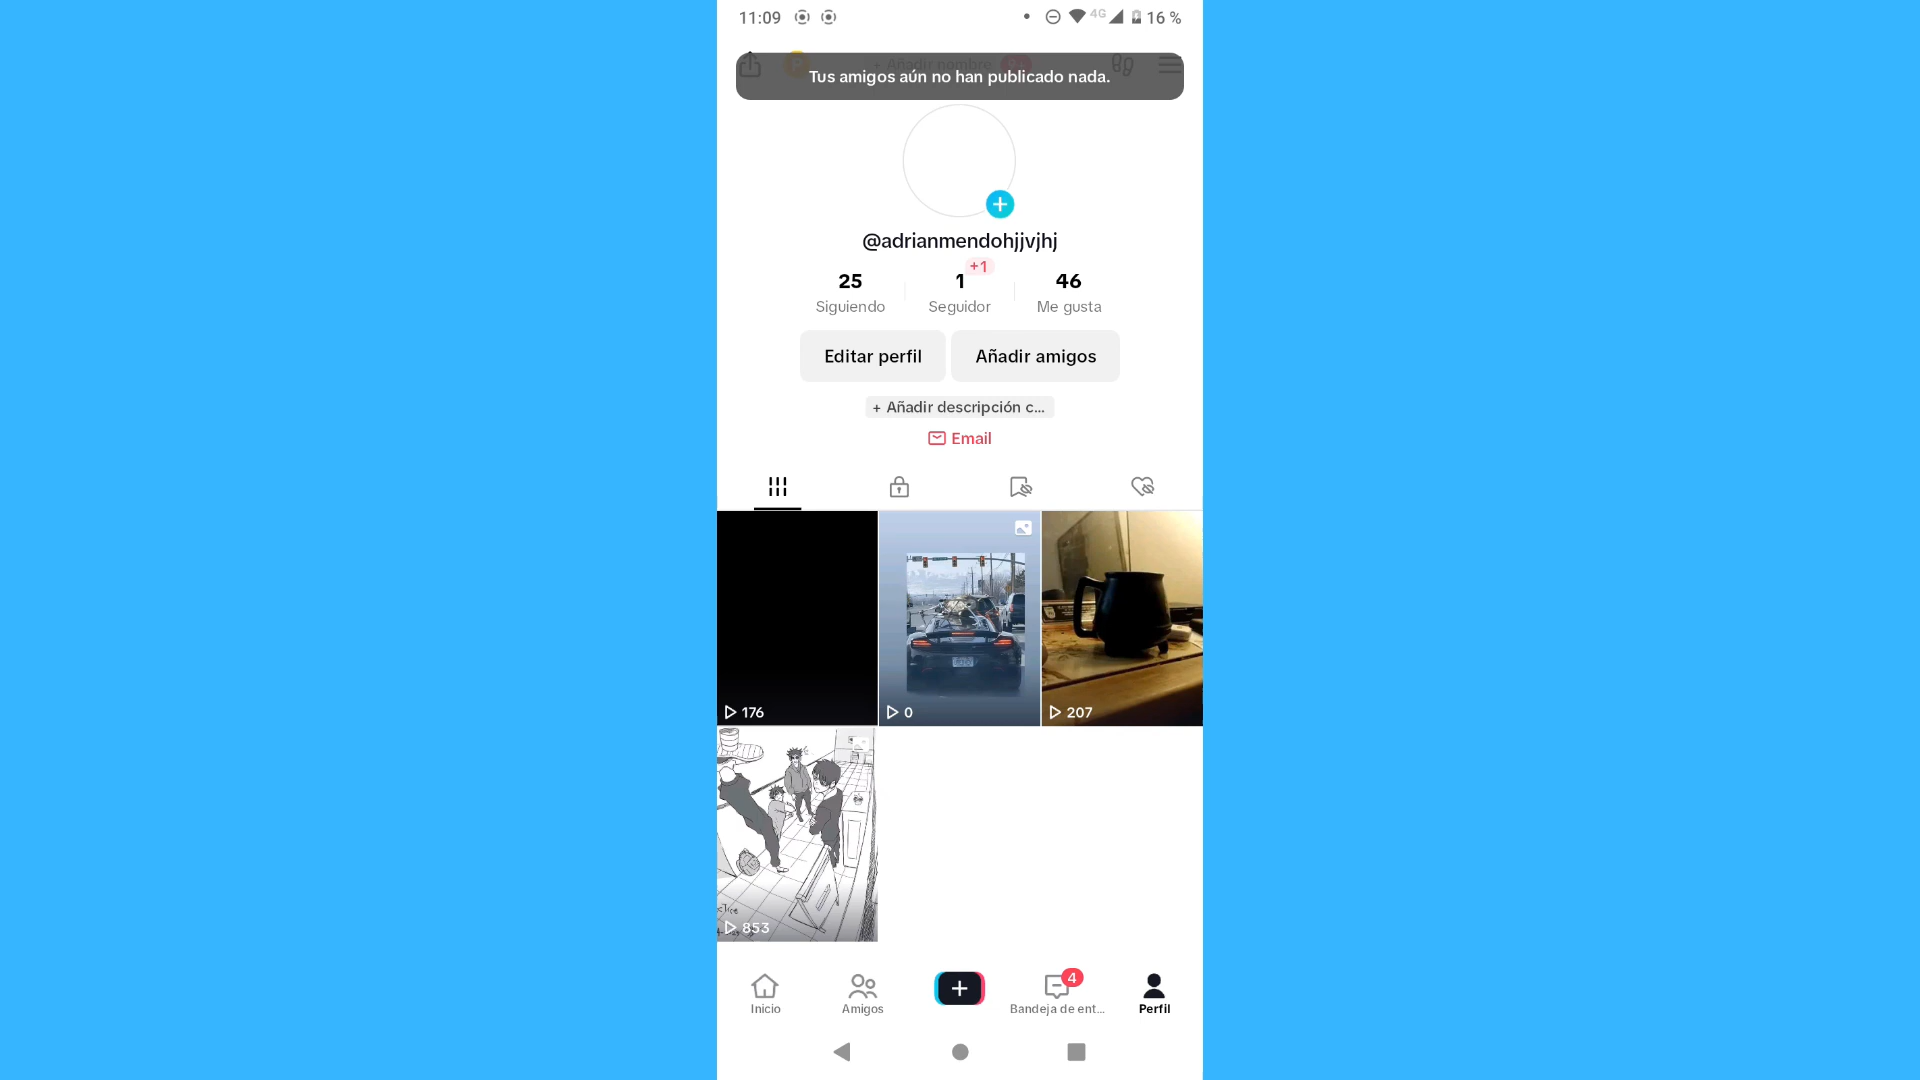 11:09
4G
16 %
+ Añadir nombre
Tus amigos aún no han publicado nada.
@adrianmendohjjvjhj
+1
25
1
46
Siguiendo
Seguidor
Me gusta
Editar perfil
Añadir amigos
+ Añadir descripción c...
Email
176
0
207
853
4
Inicio
Amigos
Bandeja de ent...
Perfil